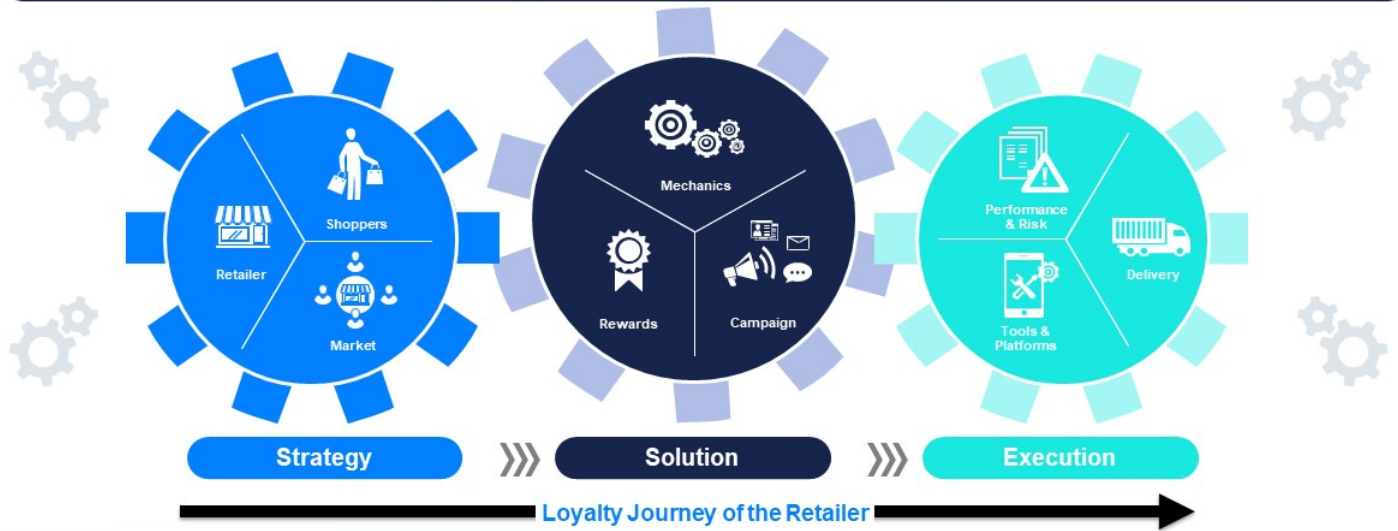 Shoppers
Retailer
Market
Mechanics
Rewards
Campaign
Performance
& Risk
Delivery
Tools &
Platforms
Strategy
Solution
Execution
Loyalty Journey of the Retailer